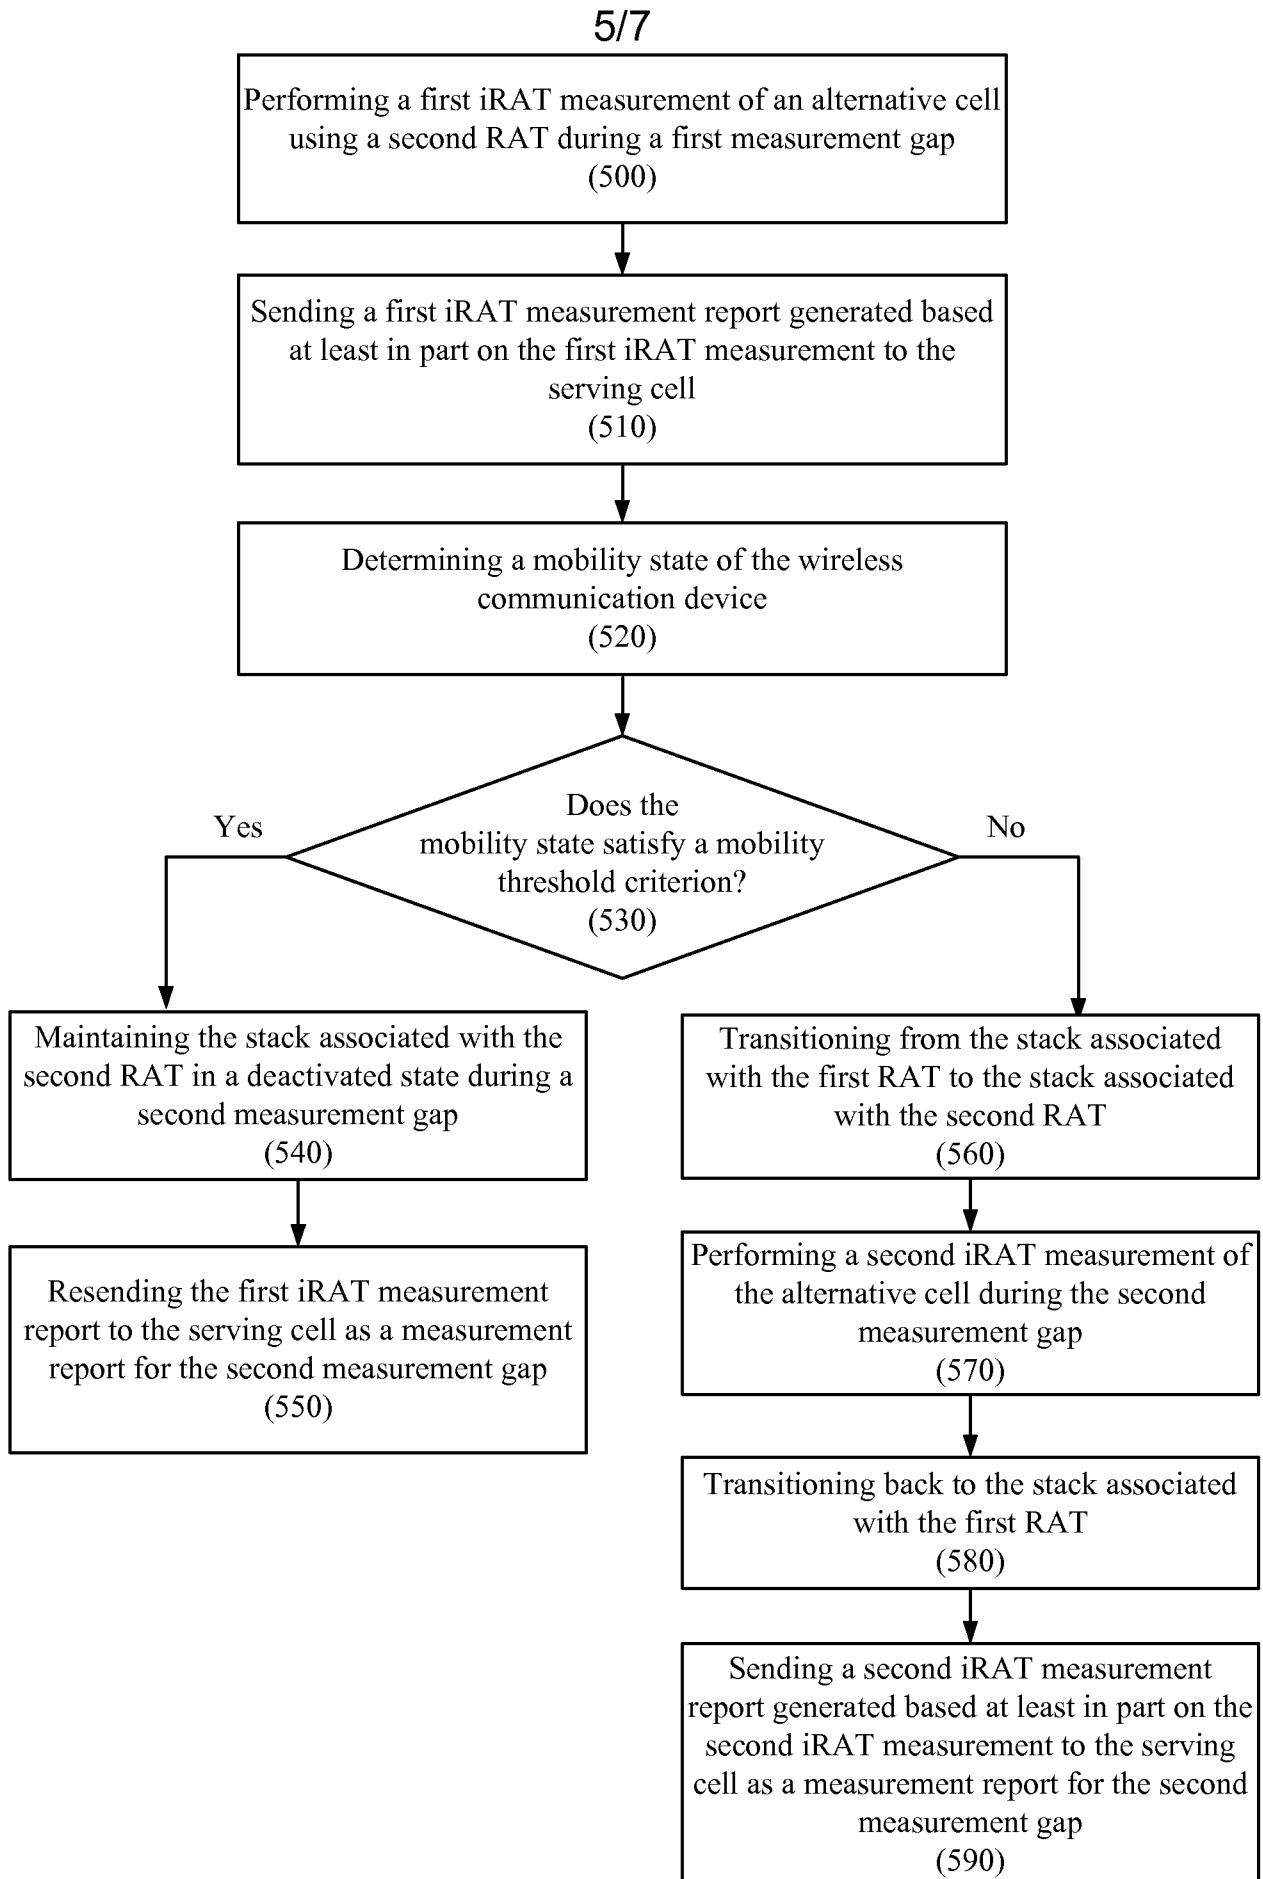 5/7
Performing a first iRAT measurement of an alternative cell
using a second RAT during a first measurement gap
(500)
Sending a first iRAT measurement report generated based
at least in part on the first iRAT measurement to the
serving cell
(510)
Determining a mobility state of the wireless
communication device
(520)
Does the
mobility state satisfy a mobility
threshold criterion?
(530)
Yes
No
Maintaining the stack associated with the
second RAT in a deactivated state during a
second measurement gap
(540)
Resending the first iRAT measurement
report to the serving cell as a measurement
report for the second measurement gap
(550)
Transitioning from the stack associated
with the first RAT to the stack associated
with the second RAT
(560)
Performing a second iRAT measurement of
the alternative cell during the second
measurement gap
(570)
Transitioning back to the stack associated
with the first RAT
(580)
Sending a second iRAT measurement
report generated based at least in part on the
second iRAT measurement to the serving
cell as a measurement report for the second
measurement gap
(590)